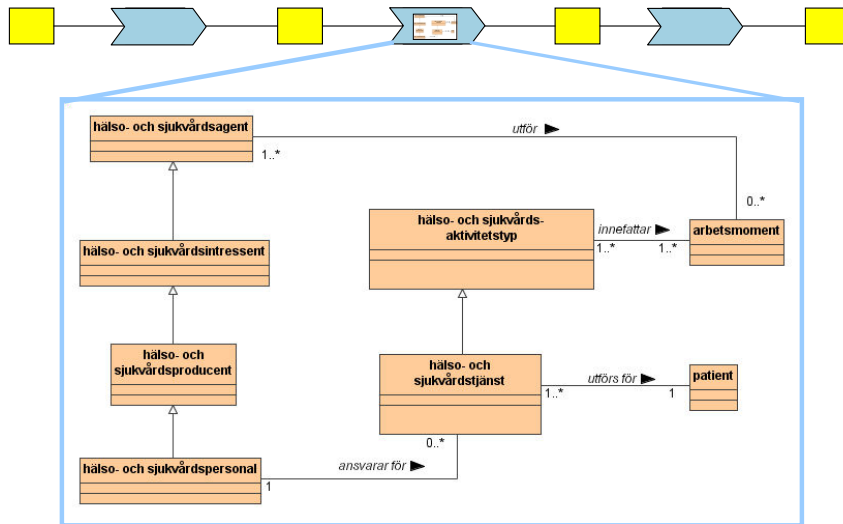 hälso- och sjukvårdsagent
utför
1..*
0..*
hälso- och sjukvårds-
aktivitetstyp
innefattar
1..*
1..*
arbetsmoment
hälso- och sjukvårdsintressent
hälso- och
sjukvårdsproducent
hälso- och
sjukvårdstjänst
utförs för
1..*
1
patient
0..*
hälso- och sjukvårdspersonal
ansvarar för
1